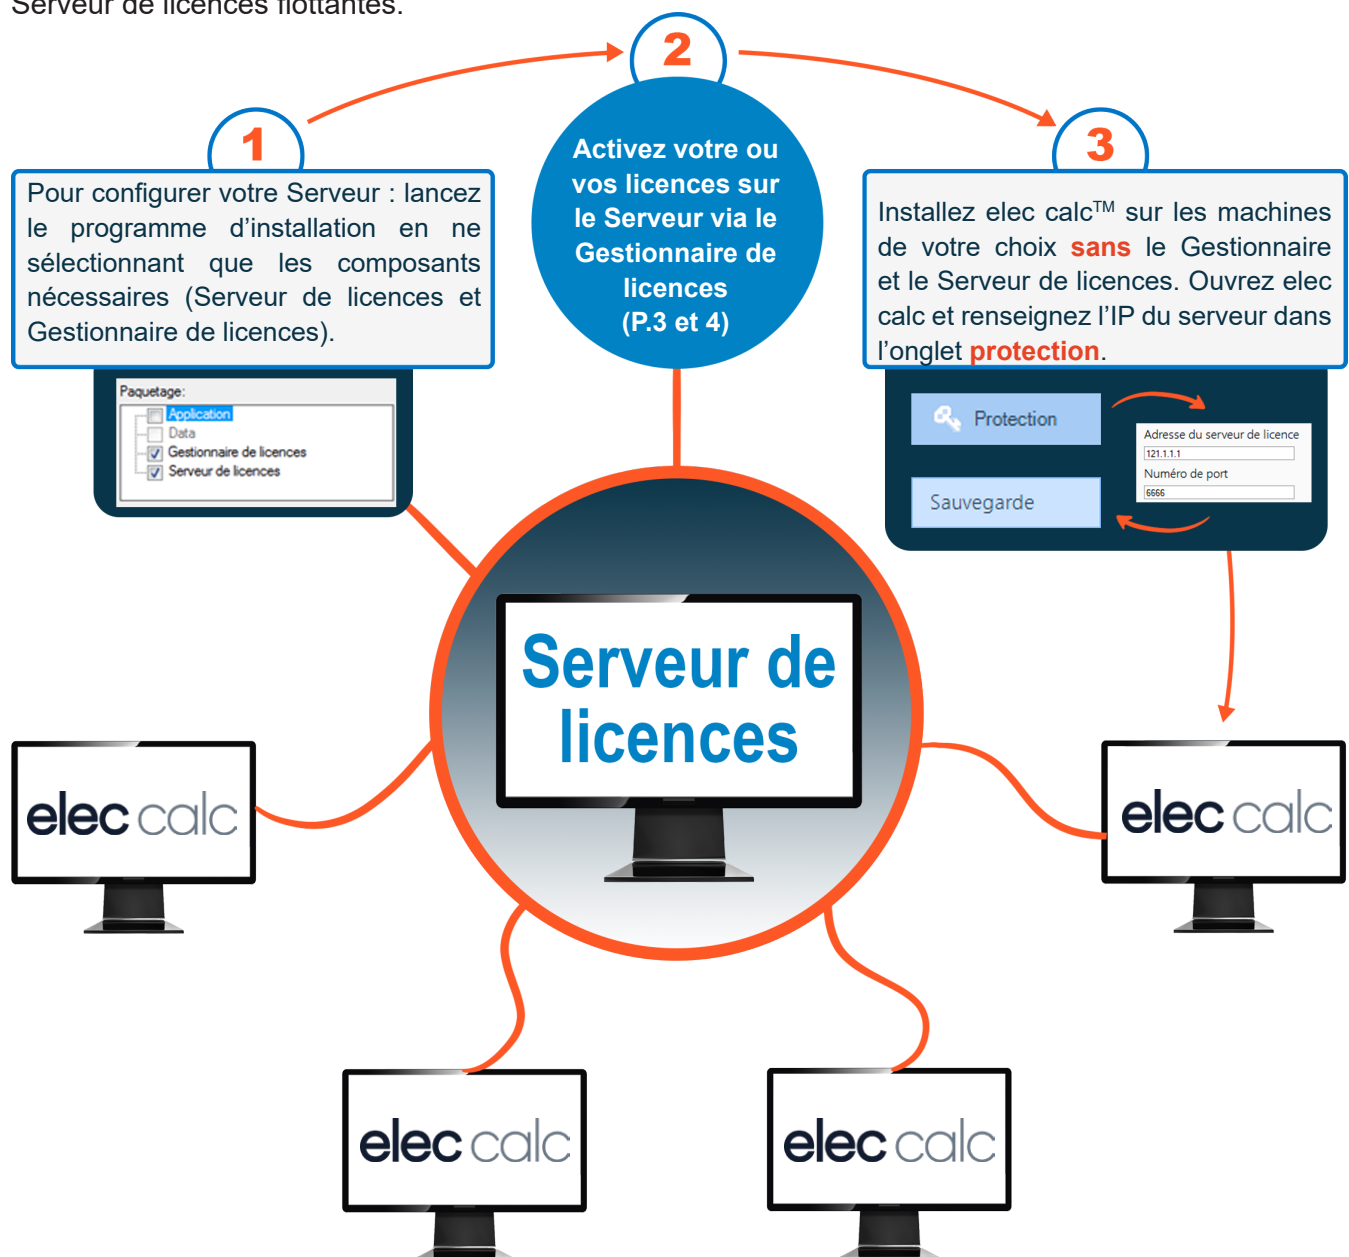 Serveur de licences flottantes.
1
Pour configurer votre Serveur : lancez
le programme d’installation en ne
sélectionnant que les composants
nécessaires (Serveur de licences et
Gestionnaire de licences).
Paquetage:
Application
Data
Gestionnaire de licences
Serveur de licences
2
Activez votre ou
vos licences sur
le Serveur via le
Gestionnaire de
licences
(P.3 et 4)
3
Installez elec calc™ sur les machines
de votre choix sans le Gestionnaire
et le Serveur de licences. Ouvrez elec
calc et renseignez l’IP du serveur dans
l’onglet protection.
Protection
Sauvegarde
Adresse du serveur de licence
121.1.1.1
Numéro de port
6666
Serveur de
licences
elec calc
elec calc
elec calc
elec calc